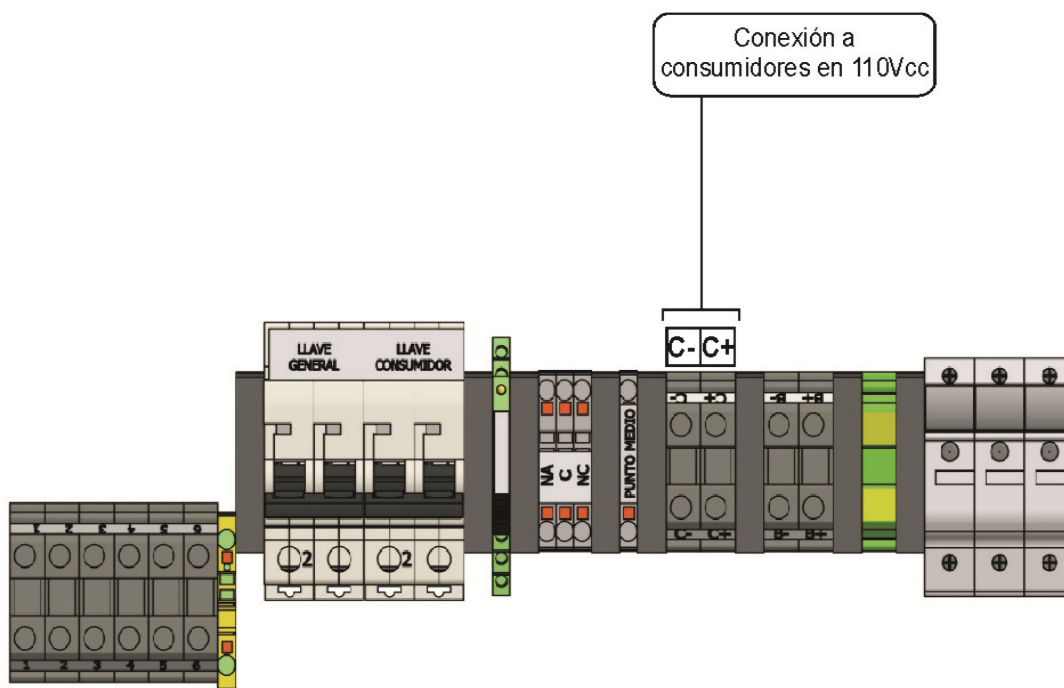 Conexión a
consumidores en 110Vcc
C- C+
LLAVE GENERAL
LLAVE CONSUMIDOR
C- C+ B- B+
NA C NC
PUNTO MEDIO
C- C+ B- B+
1 2 3 4 5 6
2 2
1 2 3 4 5 6